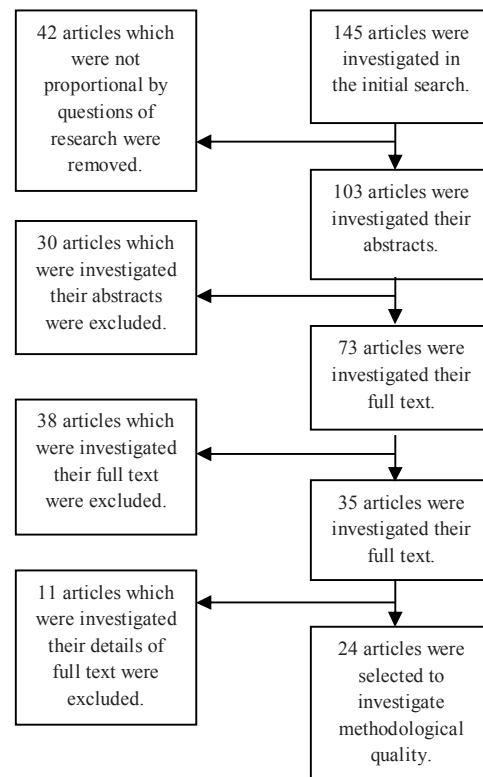 42 articles which
were not
proportional by
questions of
research were
removed.
145 articles were
investigated in
the initial search.
103 articles were
investigated their
abstracts.
30 articles which
were investigated
their abstracts
were excluded.
73 articles were
investigated their
full text.
38 articles which
were investigated
their full text
were excluded.
35 articles were
investigated their
full text.
11 articles which
were investigated
their details of
full text were
excluded.
24 articles were
selected to
investigate
methodological
quality.